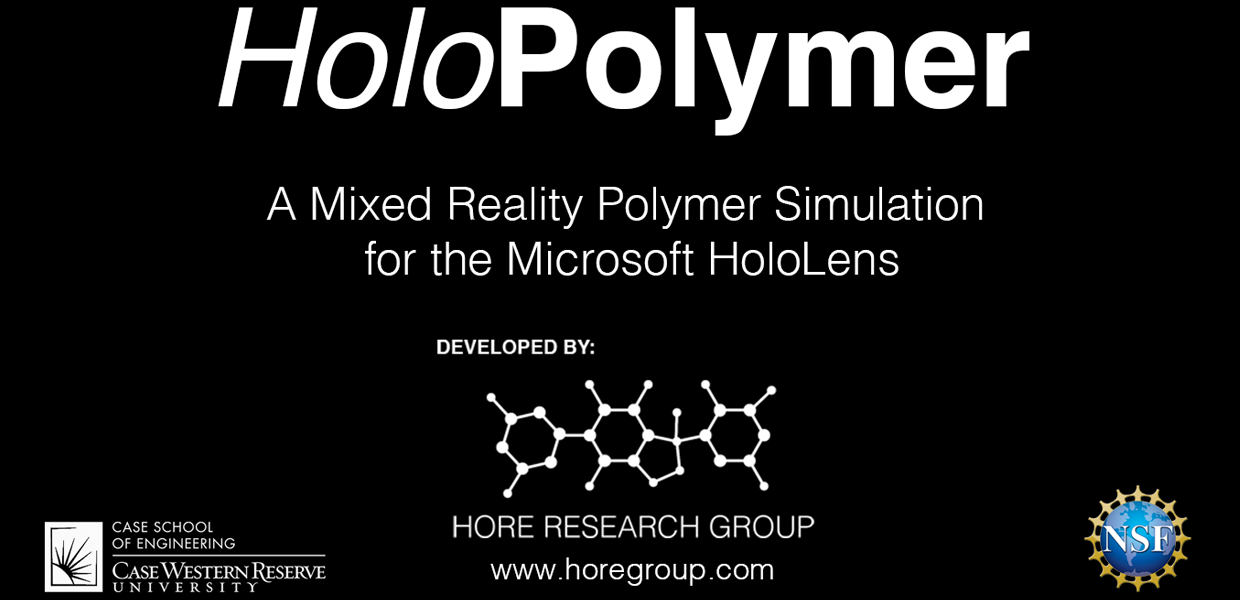 HoloPolymer
A Mixed Reality Polymer Simulation
for the Microsoft HoloLens
DEVELOPED BY:
HORE RESEARCH GROUP
www.horegroup.com
CASE SCHOOL
OF ENGINEERING
CASE WESTERN RESERVE
UNIVERSITY
NSF